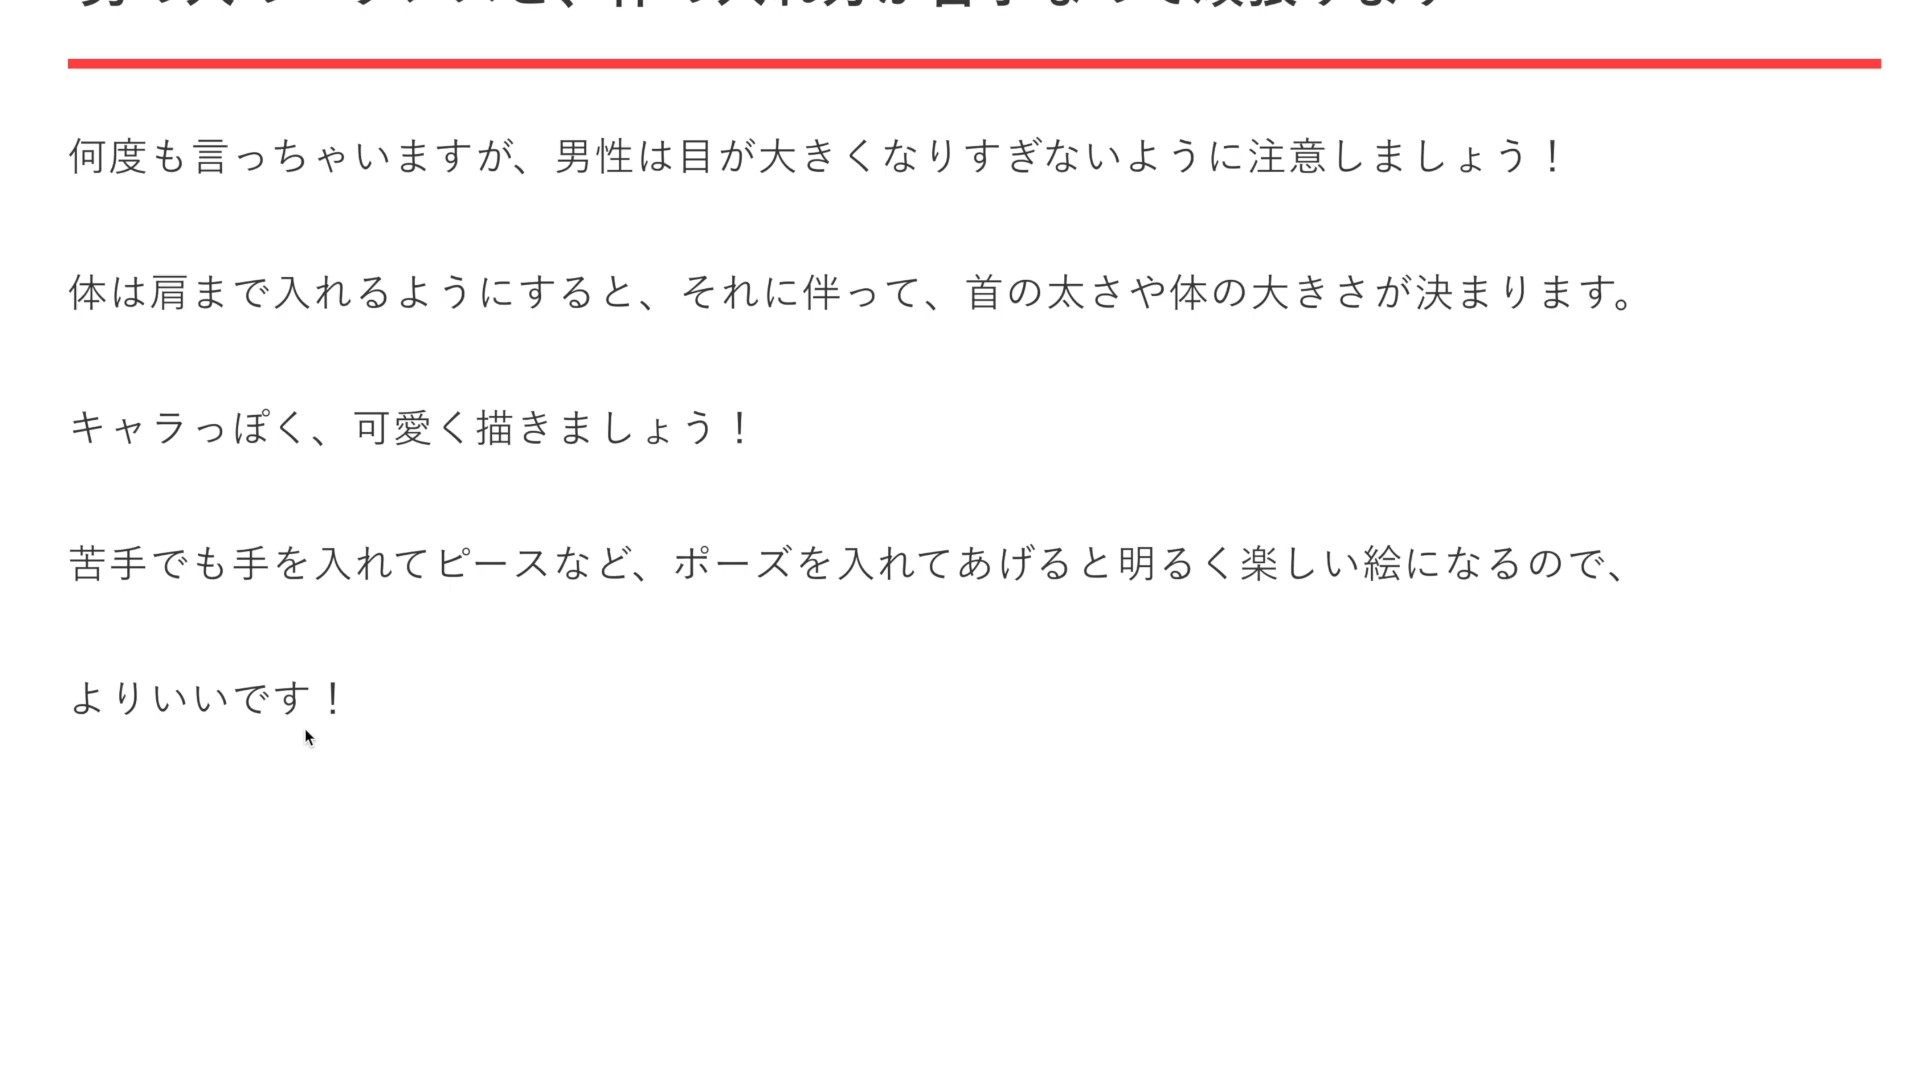 何度も言っちゃいますが、男性は目が大きくなりすぎないように注意しましょう！
体は肩まで入れるようにすると、それに伴って、首の太さや体の大きさが決まります。
キャラっぽく、可愛く描きましょう！
苦手でも手を入れてピースなど、ポーズを入れてあげると明るく楽しい絵になるので、
よりいいです！